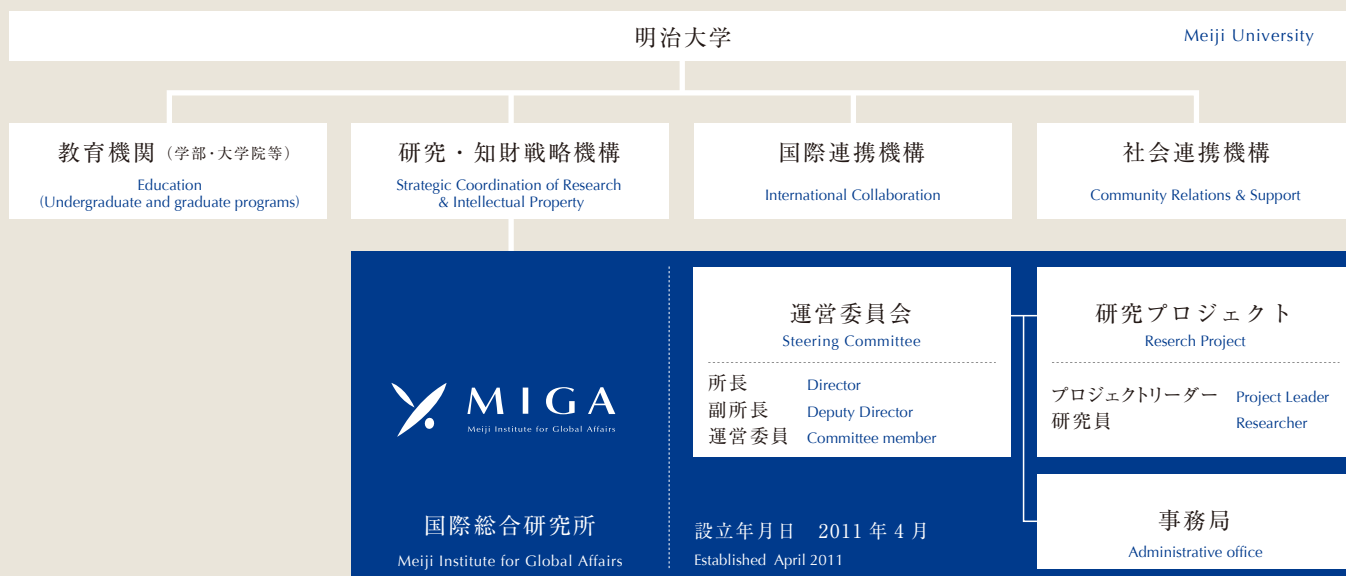 明治大学
Meiji University
教育機関（学部・大学院等）
Education
(Undergraduate and graduate programs)
研究・知財戦略機構
Strategic Coordination of Research
& Intellectual Property
国際連携機構
International Collaboration
社会連携機構
Community Relations & Support
MIGA
Meiji Institute for Global Affairs
国際総合研究所
Meiji Institute for Global Affairs
運営委員会
Steering Committee
所長 Director
副所長 Deputy Director
運営委員 Committee member
設立年月日 2011年4月
Established April 2011
研究プロジェクト
Reserch Project
プロジェクトリーダー Project Leader
研究員 Researcher
事務局
Administrative office